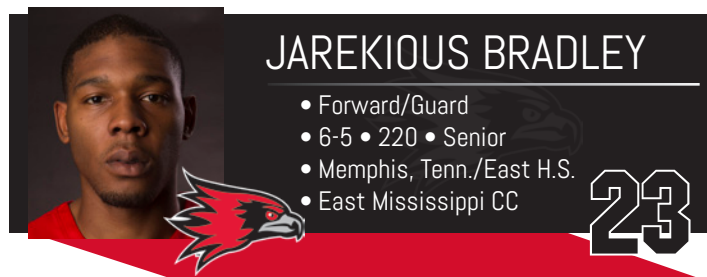 JAREKIOUS BRADLEY
• Forward/Guard
• 6-5 • 220 • Senior
• Memphis, Tenn./East H.S.
• East Mississippi CC
23